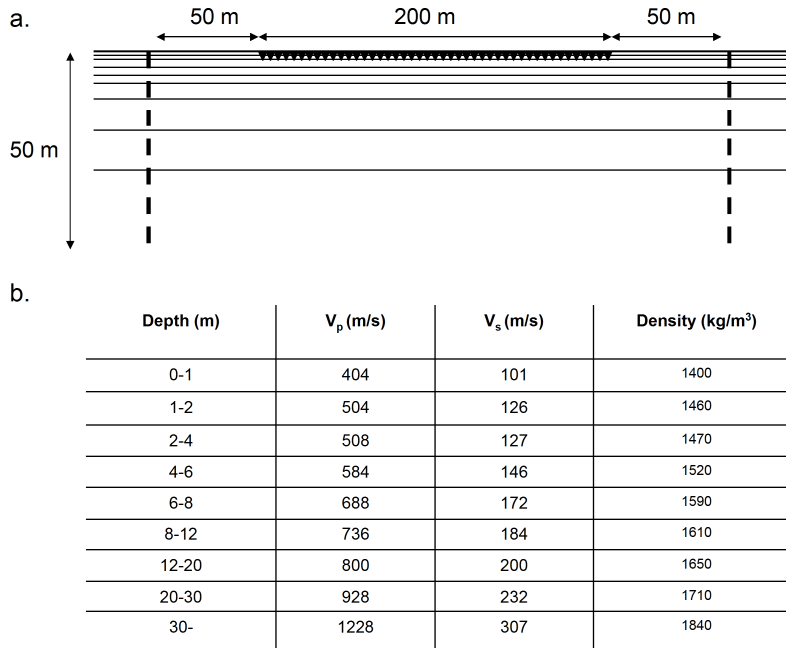 a.
50 m 200 m 50 m
50 m
b.
Depth (m) Vp (m/s) Vs (m/s) Density (kg/m³)
0-1 404 101 1400
1-2 504 126 1460
2-4 508 127 1470
4-6 584 146 1520
6-8 688 172 1590
8-12 736 184 1610
12-20 800 200 1650
20-30 928 232 1710
30- 1228 307 1840